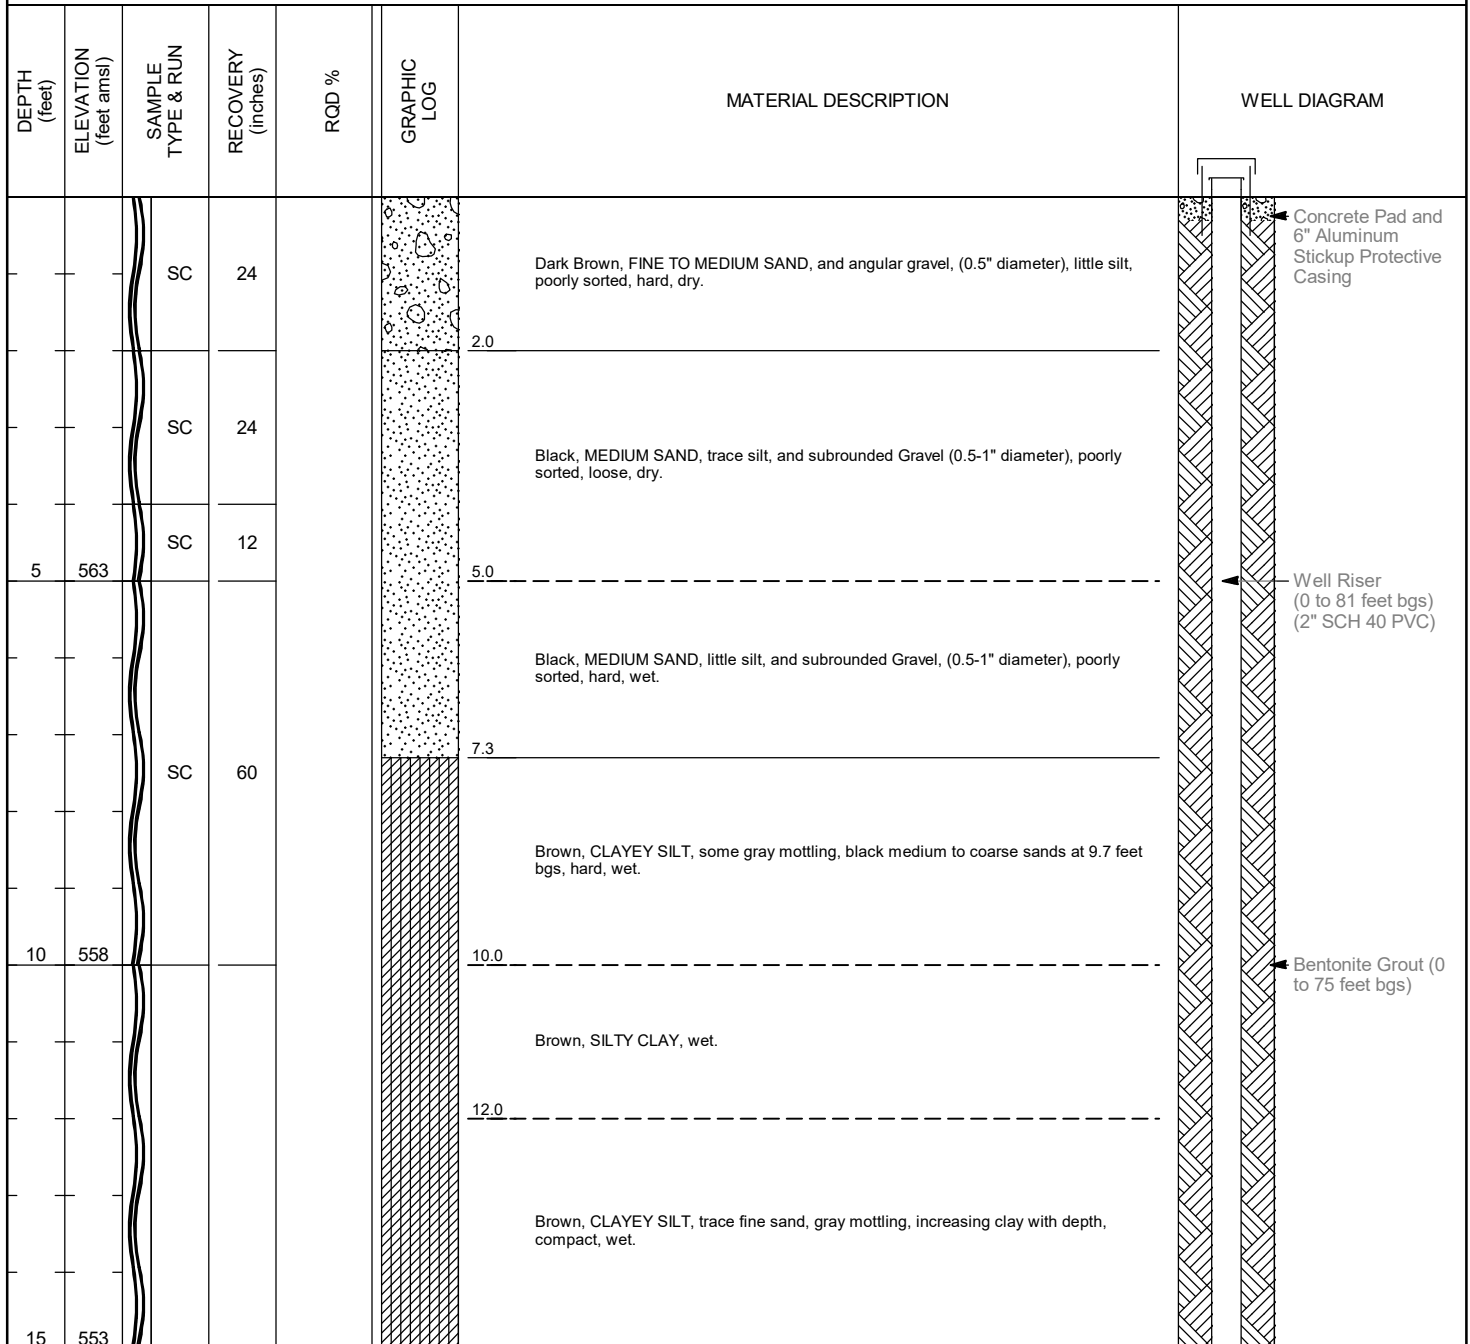 DEPTH
(feet)
ELEVATION
(feet amsl)
SAMPLE
TYPE & RUN
RECOVERY
(inches)
RQD %
GRAPHIC
LOG
MATERIAL DESCRIPTION
WELL DIAGRAM
Concrete Pad and
6" Aluminum
Stickup Protective
Casing
SC 24
Dark Brown, FINE TO MEDIUM SAND, and angular gravel, (0.5" diameter), little silt,
poorly sorted, hard, dry.
2.0
SC 24
Black, MEDIUM SAND, trace silt, and subrounded Gravel (0.5-1" diameter), poorly
sorted, loose, dry.
SC 12
5 563 5.0
Well Riser
(0 to 81 feet bgs)
(2" SCH 40 PVC)
Black, MEDIUM SAND, little silt, and subrounded Gravel, (0.5-1" diameter), poorly
sorted, hard, wet.
7.3
SC 60
Brown, CLAYEY SILT, some gray mottling, black medium to coarse sands at 9.7 feet
bgs, hard, wet.
10 558 10.0
Bentonite Grout (0
to 75 feet bgs)
Brown, SILTY CLAY, wet.
12.0
Brown, CLAYEY SILT, trace fine sand, gray mottling, increasing clay with depth,
compact, wet.
15 553